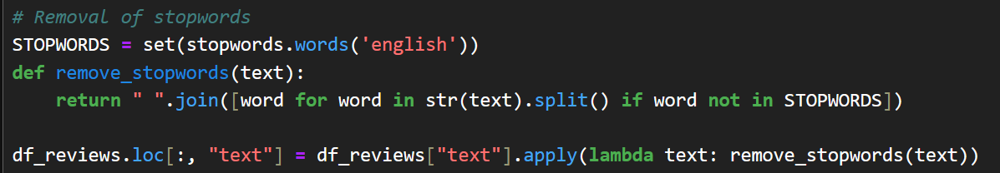 # Removal of stopwords
STOPWORDS = set(stopwords.words('english'))
def remove_stopwords(text):
    return " ".join([word for word in str(text).split() if word not in STOPWORDS])

df_reviews.loc[:, "text"] = df_reviews["text"].apply(lambda text: remove_stopwords(text))